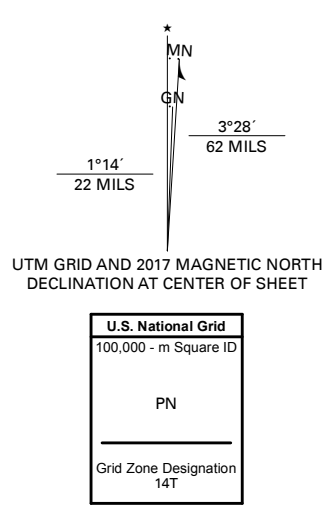 ★
MN
GN
3°28´
62 MILS
1°14´
22 MILS
UTM GRID AND 2017 MAGNETIC NORTH
DECLINATION AT CENTER OF SHEET
U.S. National Grid
100,000 - m Square ID
PN
Grid Zone Designation
14T